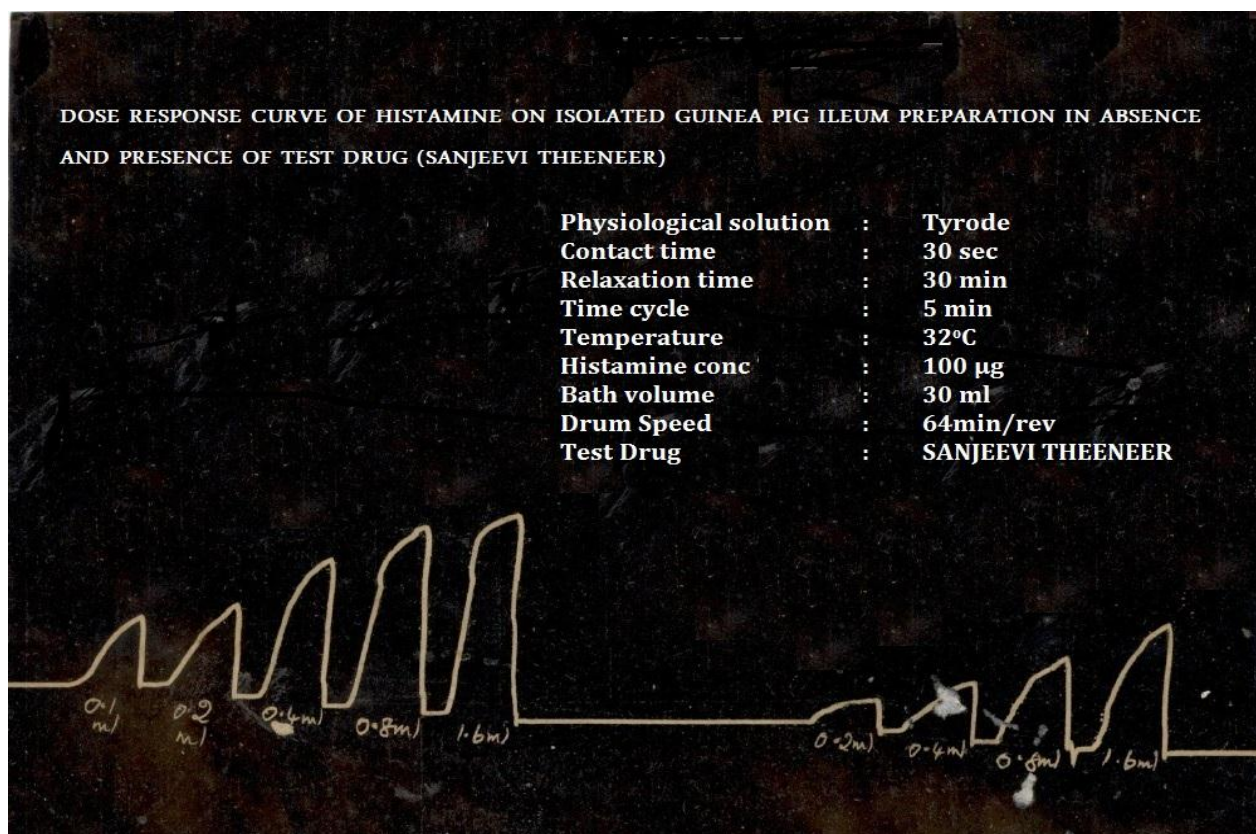 DOSE RESPONSE CURVE OF HISTAMINE ON ISOLATED GUINEA PIG ILEUM PREPARATION IN ABSENCE
AND PRESENCE OF TEST DRUG (SANJEEVI THEENEER)
Physiological solution : Tyrode
Contact time : 30 sec
Relaxation time : 30 min
Time cycle : 5 min
Temperature : 32°C
Histamine conc : 100 µg
Bath volume : 30 ml
Drum Speed : 64min/rev
Test Drug : SANJEEVI THEENEER
0.1 ml
0.2 ml
0.4ml
0.8ml
1.6ml
0.2ml
0.4ml
0.8ml
1.6ml